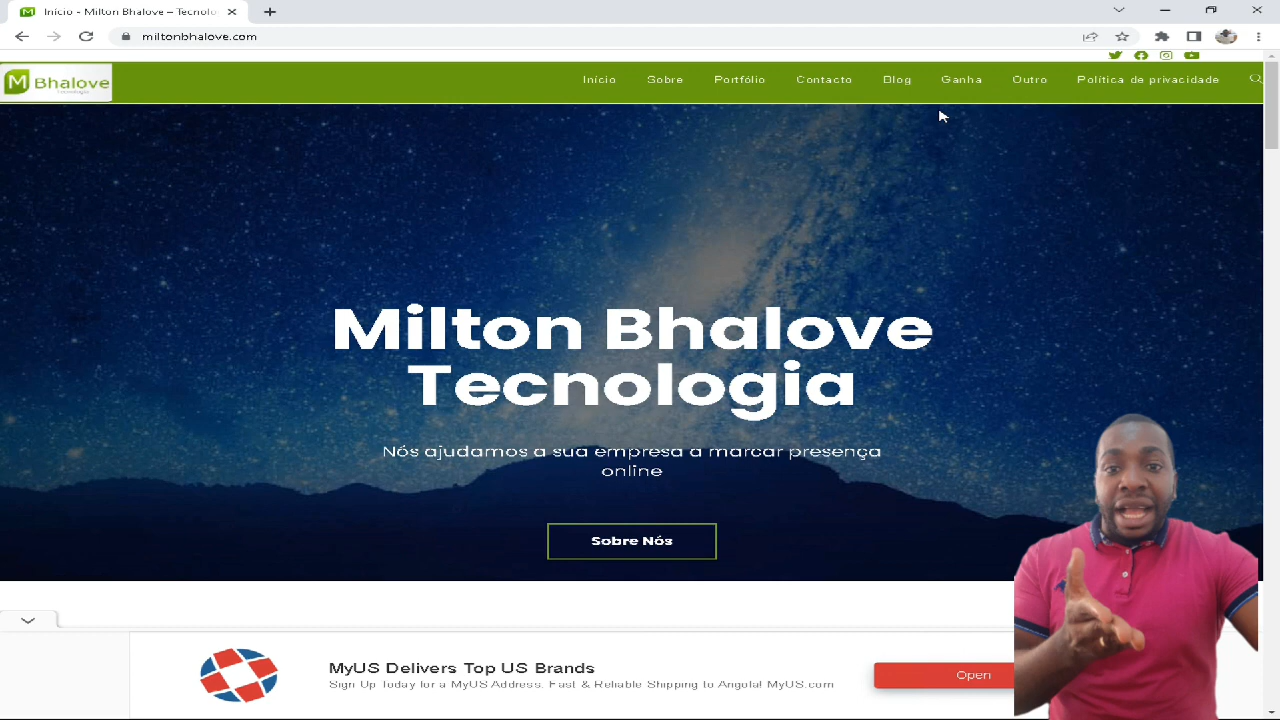 Início - Milton Bhalove – Tecnolo
miltonbhalove.com
M Bhalove
Tecnologia
Início Sobre Portfólio Contacto Blog Ganha Outro Política de privacidade
Milton Bhalove
Tecnologia
Nós ajudamos a sua empresa a marcar presença
online
Sobre Nós
MyUS Delivers Top US Brands
Sign Up Today for a MyUS Address. Fast & Reliable Shipping to Angola! MyUS.com
Open